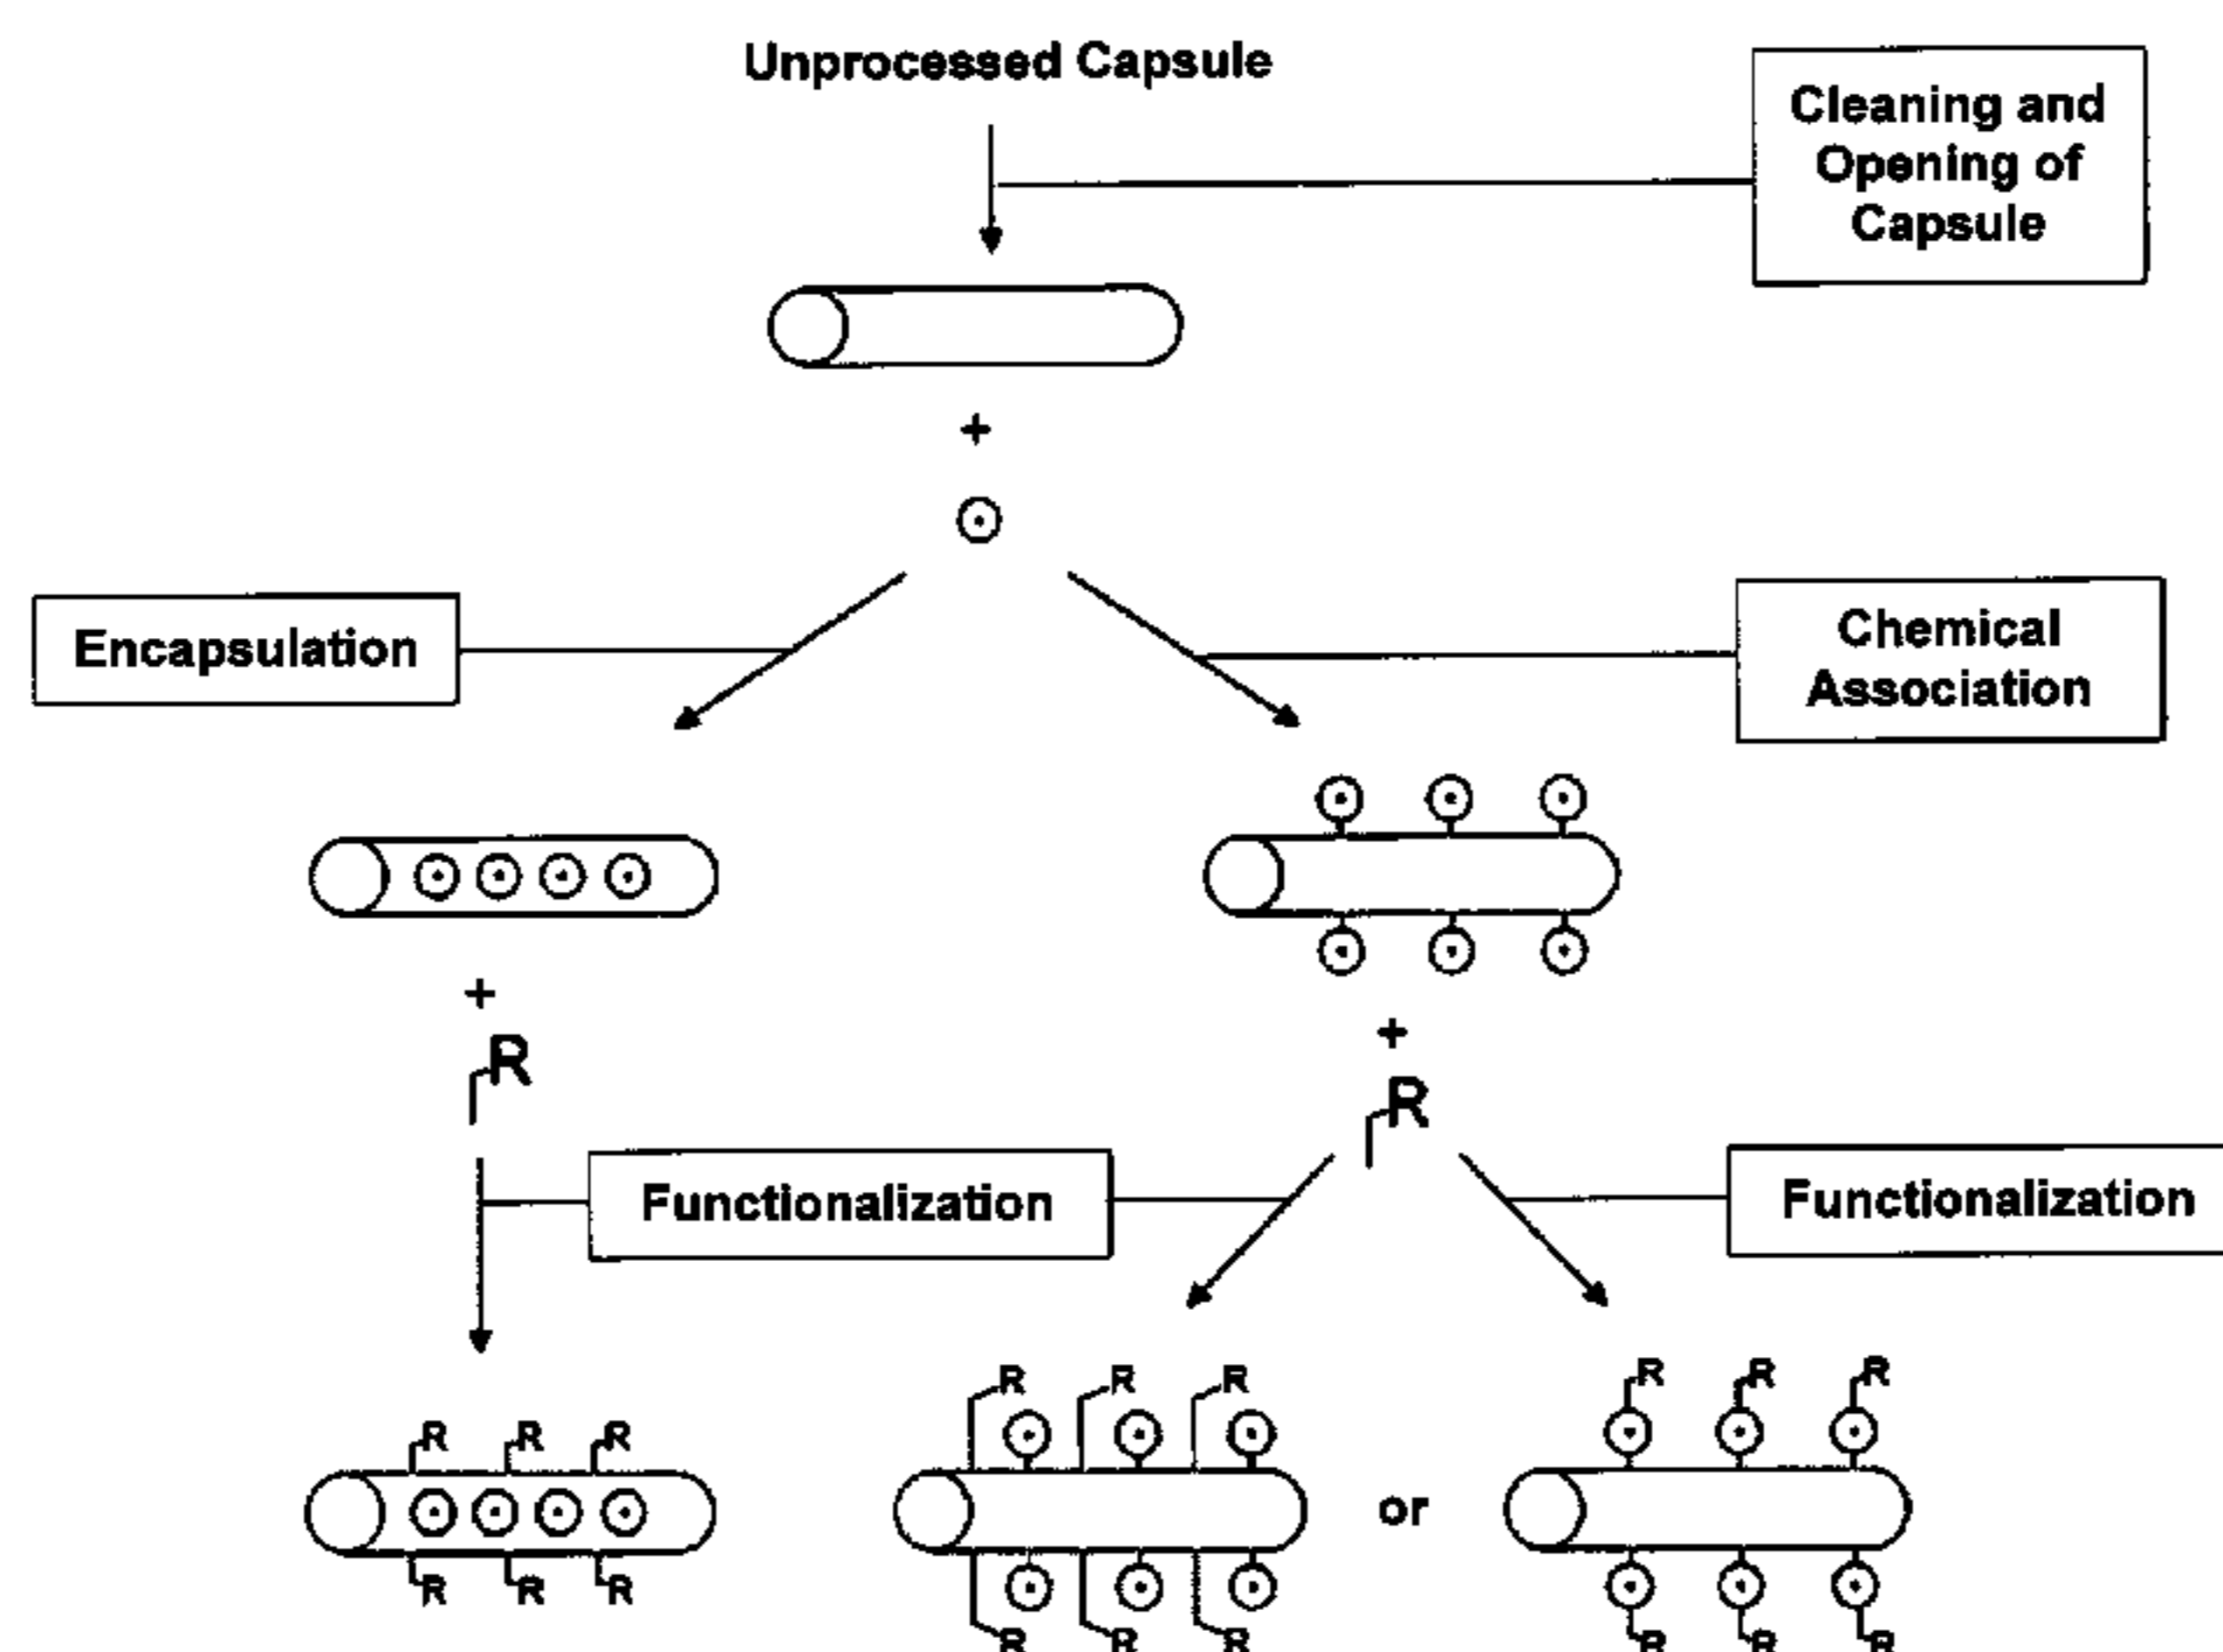 Unprocessed Capsule
Cleaning and
Opening of
Capsule
+
Encapsulation
Chemical
Association
+
R
+
R
Functionalization
Functionalization
R R R
R R R
R R R
or
R R R
R R R
R R R